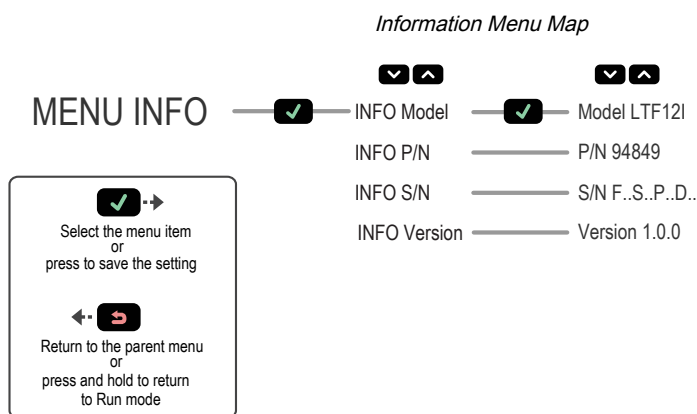 Information Menu Map
MENU INFO
INFO Model
Model LTF12I
INFO P/N
P/N 94849
INFO S/N
S/N F..S..P..D..
INFO Version
Version 1.0.0
Select the menu item
or
press to save the setting
Return to the parent menu
or
press and hold to return
to Run mode